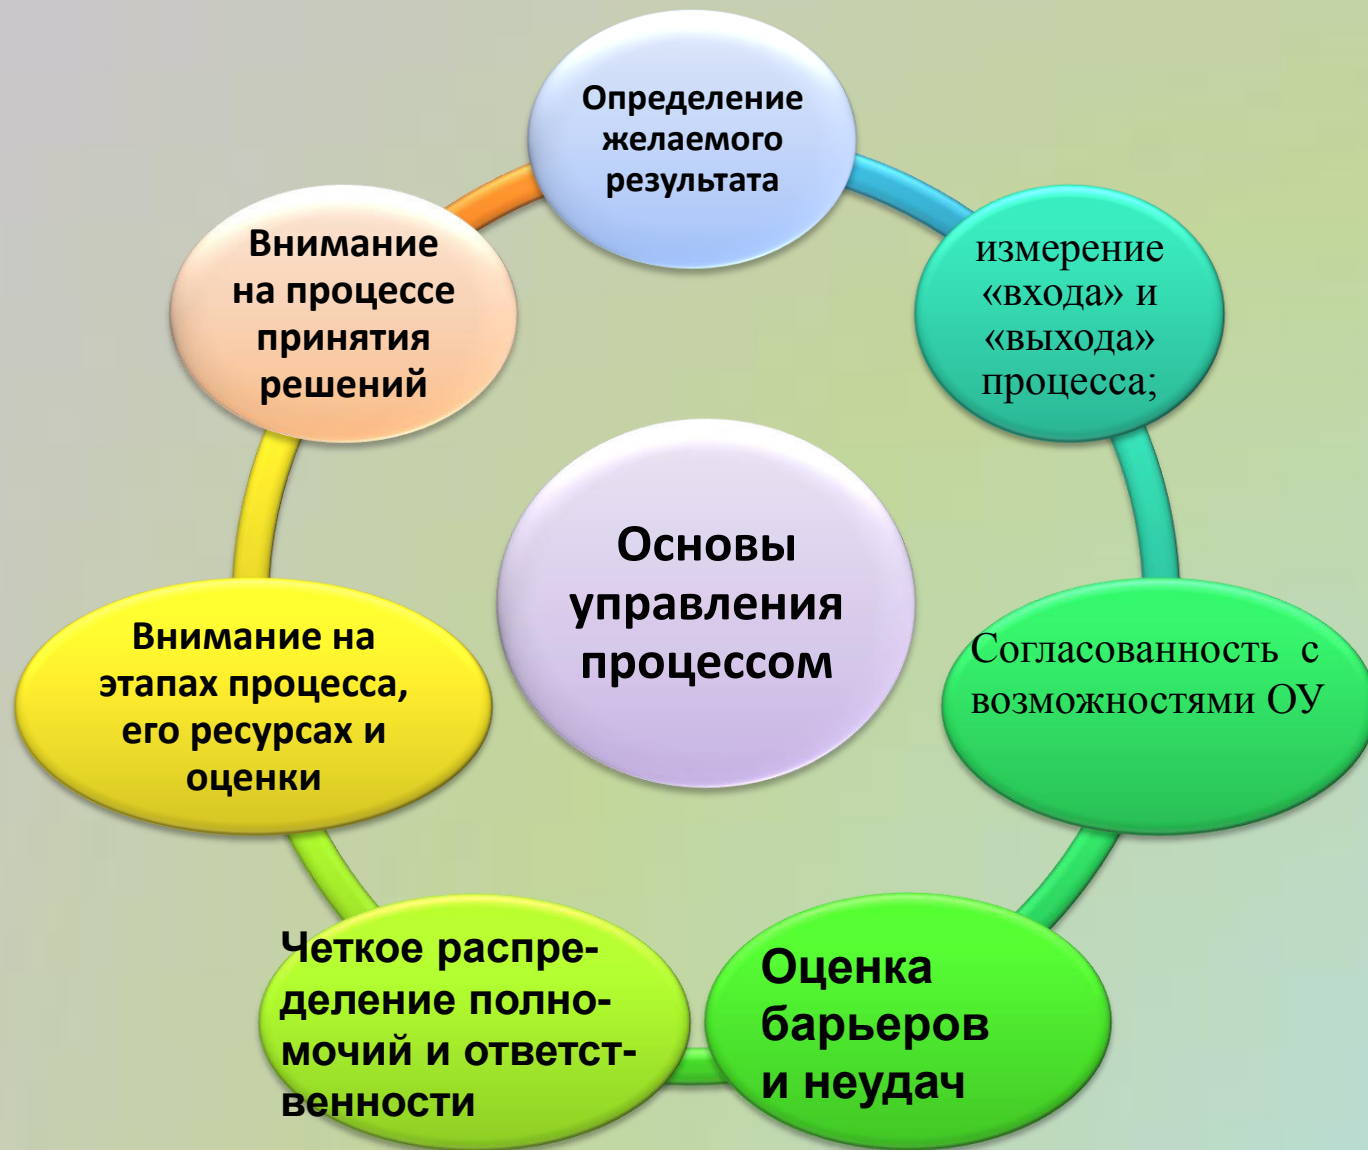 Определение
желаемого
результата
измерение
«входа» и
«выхода»
процесса;
Согласованность с
возможностями ОУ
Оценка
барьеров
и неудач
Четкое распре-
деление полно-
мочий и ответст-
венности
Внимание на
этапах процесса,
его ресурсах и
оценки
Внимание
на процессе
принятия
решений
Основы
управления
процессом